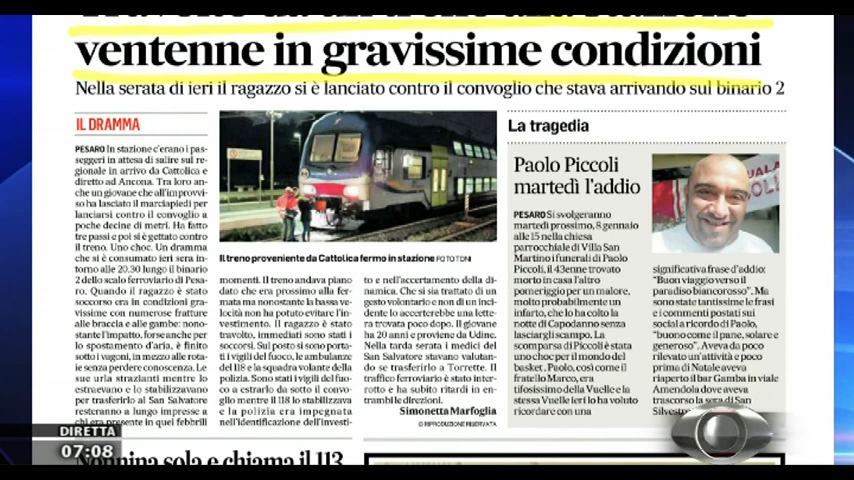 ventenne in gravissime condizioni
Nella serata di ieri il ragazzo si è lanciato contro il convoglio che stava arrivando sul binario 2
IL DRAMMA
PESARO In stazione c'erano i pas-
seggeri in attesa di salire sul re-
gionale in arrivo da Cattolica e
diretto ad Ancona. Tra loro an-
che un giovane che all'improvvi-
so ha lasciato il marciapiedi per
lanciarsi contro il convoglio a
poche decine di metri. Ha fatto
tre passi e poi si è gettato contro
il treno. Uno choc. Un dramma
che si è consumato ieri sera in-
torno alle 20.30 lungo il binario
2 dello scalo ferroviario di Pesa-
ro. Quando il ragazzo è stato
soccorso era in condizioni gra-
vissime con numerose fratture
alle braccia e alle gambe: nono-
stante l'impatto, forse anche per
lo spostamento d'aria, è finito
sotto i vagoni, in mezzo alle rota-
ie senza perdere conoscenza. Le
sue urla strazianti mentre lo
estraevano e lo stabilizzavano
per trasferirlo al San Salvatore
resteranno a lungo impresse a
chi era presente in quei febbrili
Il treno proveniente da Cattolica fermo in stazione FOTO TONI
momenti. Il treno andava piano
dato che era prossimo alla fer-
mata ma nonostante la bassa ve-
locità non ha potuto evitare l'in-
vestimento. Il ragazzo è stato
travolto, immediati sono stati i
soccorsi. Sul posto si sono porta-
ti i vigili del fuoco, le ambulanze
del 118 e la squadra volante della
polizia. Sono stati i vigili del fuo-
co a estrarlo da sotto il convo-
glio mentre il 118 lo stabilizzava
e la polizia era impegnata
nell'identificazione dell'investi-
to e nell'accertamento della di-
namica. Che si sia trattato di un
gesto volontario e non di un inci-
dente lo accerterebbe una lette-
ra trovata poco dopo. Il giovane
ha 20 anni e proviene da Udine.
Nella tarda serata i medici del
San Salvatore stavano valutan-
do se trasferirlo a Torrette. Il
traffico ferroviario è stato inter-
rotto e ha subito ritardi in en-
trambi le direzioni.
Simonetta Marfoglia
© RIPRODUZIONE RISERVATA
La tragedia
Paolo Piccoli
martedì l'addio
PESARO Si svolgeranno
martedì prossimo, 8 gennaio
alle 15 nella chiesa
parrocchiale di Villa San
Martino i funerali di Paolo
Piccoli, il 43enne trovato
morto in casa l'altro
pomeriggio per un malore,
molto probabilmente un
infarto, che lo ha colto la
notte di Capodanno senza
lasciargli scampo. La
scomparsa di Piccoli è stata
uno choc per il mondo del
basket. Paolo, così come il
fratello Marco, era
tifosissimo della Vuelle e la
stessa Vuelle ieri lo ha voluto
ricordare con una
significativa frase d'addio:
"Buon viaggio verso il
paradiso biancorosso". Ma
sono state tantissime le frasi
e i commenti postati sui
social a ricordo di Paolo,
"buono come il pane, solare e
generoso". Aveva da poco
rilevato un'attività e poco
prima di Natale aveva
riaperto il bar Gamba in viale
Amendola dove aveva
trascorso la sera di San
Silvestro
DIRETTA
07:08
Nonnina sola e chiama il 113